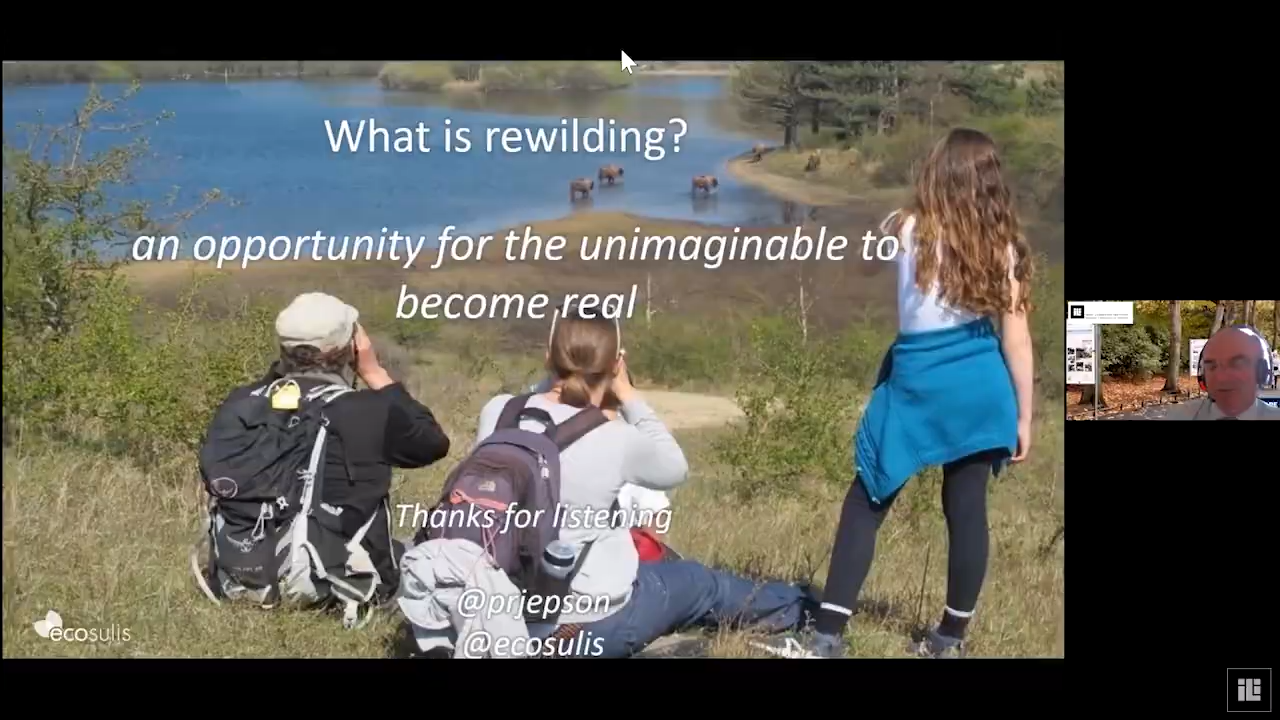 What is rewilding?
an opportunity for the unimaginable to
become real
Thanks for listening
@prjepson
@ecosulis
ecosulis